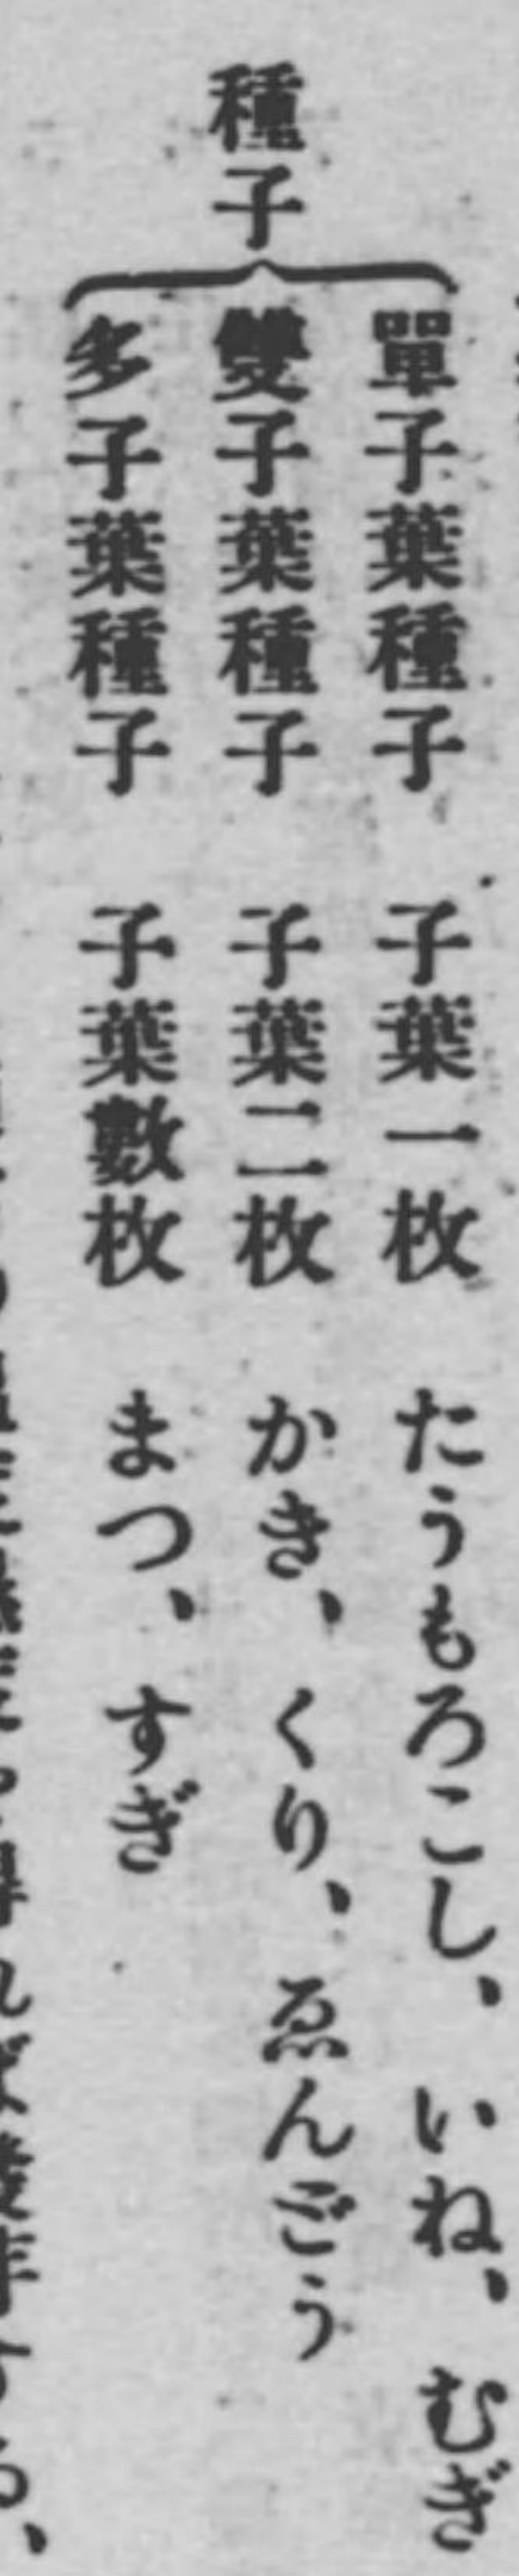 種子
單子葉種子 子葉一枚 たうもろこし、いね、むぎ
雙子葉種子 子葉二枚 かき、くり、ゑんどう
多子葉種子 子葉數枚 まつ、すぎ